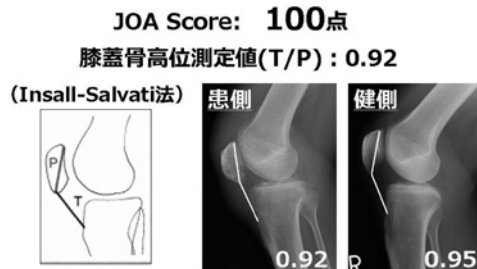 JOA Score: 100点
膝蓋骨高位測定値(T/P) : 0.92
(Insall-Salvati法)
患側
健側
P
T
0.92
R
0.95